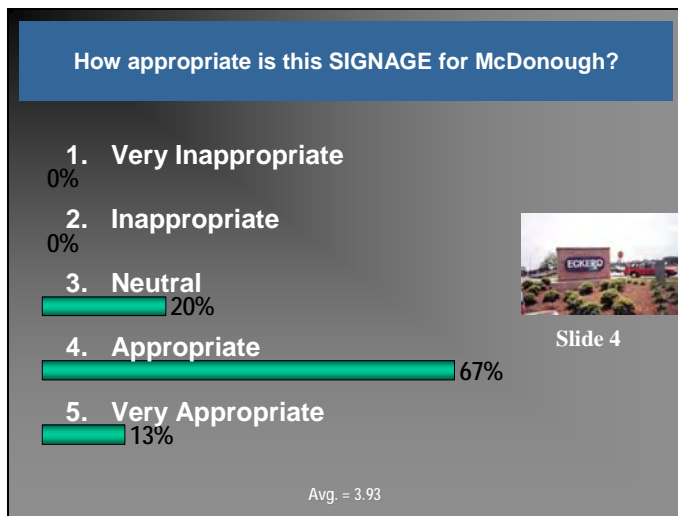 How appropriate is this SIGNAGE for McDonough?
1. Very Inappropriate
0%
2. Inappropriate
0%
3. Neutral
20%
4. Appropriate
67%
5. Very Appropriate
13%
ECKERD
Slide 4
Avg. = 3.93